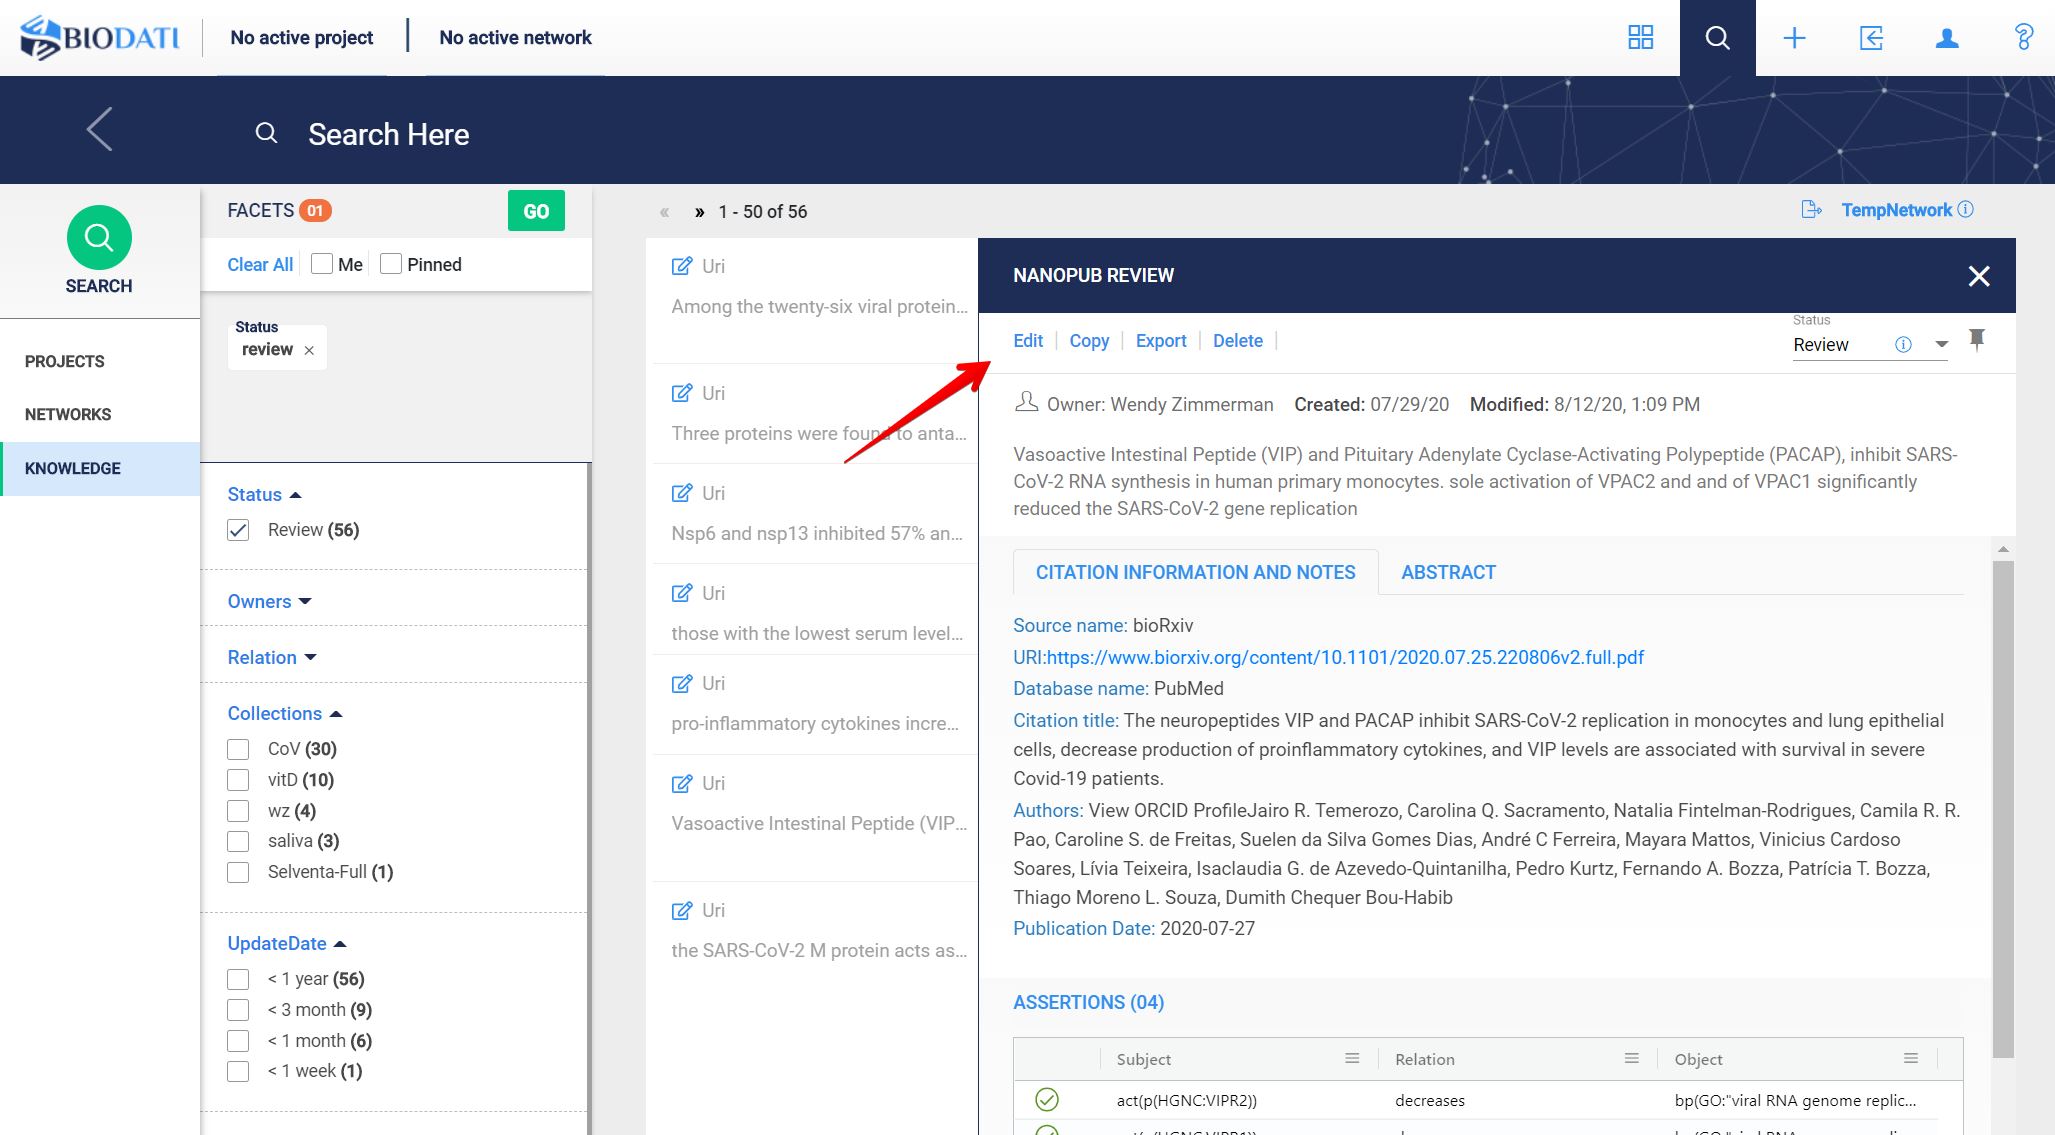 BIODATI
No active project
No active network
Search Here
SEARCH
PROJECTS
NETWORKS
KNOWLEDGE
FACETS 01
GO
Clear All
Me
Pinned
Status
review ×
Status
Review (56)
Owners
Relation
Collections
CoV (30)
vitD (10)
wz (4)
saliva (3)
Selventa-Full (1)
UpdateDate
< 1 year (56)
< 3 month (9)
< 1 month (6)
< 1 week (1)
« » 1 - 50 of 56
TempNetwork
Uri
Among the twenty-six viral protein...
Uri
Three proteins were found to anta...
Uri
Nsp6 and nsp13 inhibited 57% an...
Uri
those with the lowest serum level...
Uri
pro-inflammatory cytokines incre...
Uri
Vasoactive Intestinal Peptide (VIP...
Uri
the SARS-CoV-2 M protein acts as...
NANOPUB REVIEW
Edit | Copy | Export | Delete |
Status
Review
Owner: Wendy Zimmerman Created: 07/29/20 Modified: 8/12/20, 1:09 PM
Vasoactive Intestinal Peptide (VIP) and Pituitary Adenylate Cyclase-Activating Polypeptide (PACAP), inhibit SARS-
CoV-2 RNA synthesis in human primary monocytes. sole activation of VPAC2 and and of VPAC1 significantly
reduced the SARS-CoV-2 gene replication
CITATION INFORMATION AND NOTES
ABSTRACT
Source name: bioRxiv
URI:https://www.biorxiv.org/content/10.1101/2020.07.25.220806v2.full.pdf
Database name: PubMed
Citation title: The neuropeptides VIP and PACAP inhibit SARS-CoV-2 replication in monocytes and lung epithelial
cells, decrease production of proinflammatory cytokines, and VIP levels are associated with survival in severe
Covid-19 patients.
Authors: View ORCID ProfileJairo R. Temerozo, Carolina Q. Sacramento, Natalia Fintelman-Rodrigues, Camila R. R.
Pao, Caroline S. de Freitas, Suelen da Silva Gomes Dias, André C Ferreira, Mayara Mattos, Vinicius Cardoso
Soares, Lívia Teixeira, Isaclaudia G. de Azevedo-Quintanilha, Pedro Kurtz, Fernando A. Bozza, Patrícia T. Bozza,
Thiago Moreno L. Souza, Dumith Chequer Bou-Habib
Publication Date: 2020-07-27
ASSERTIONS (04)
Subject Relation Object
act(p(HGNC:VIPR2)) decreases bp(GO:"viral RNA genome replic...